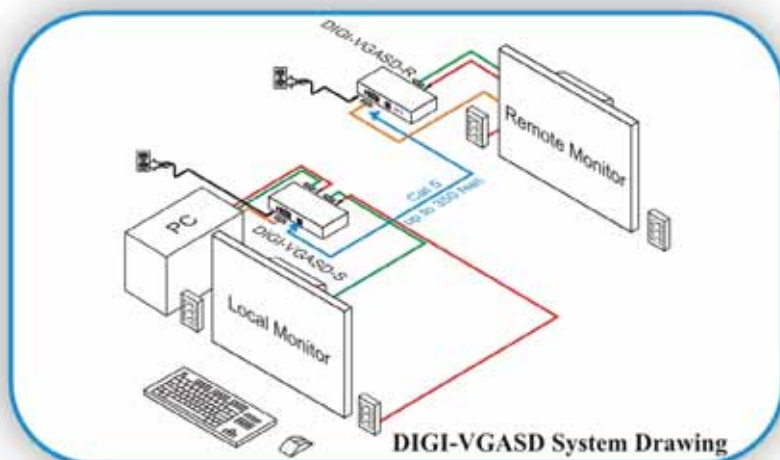 DIGI-VGASD-R
Remote Monitor
Cat 5
up to 350 feet
PC
DIGI-VGASD-S
Local Monitor
DIGI-VGASD System Drawing